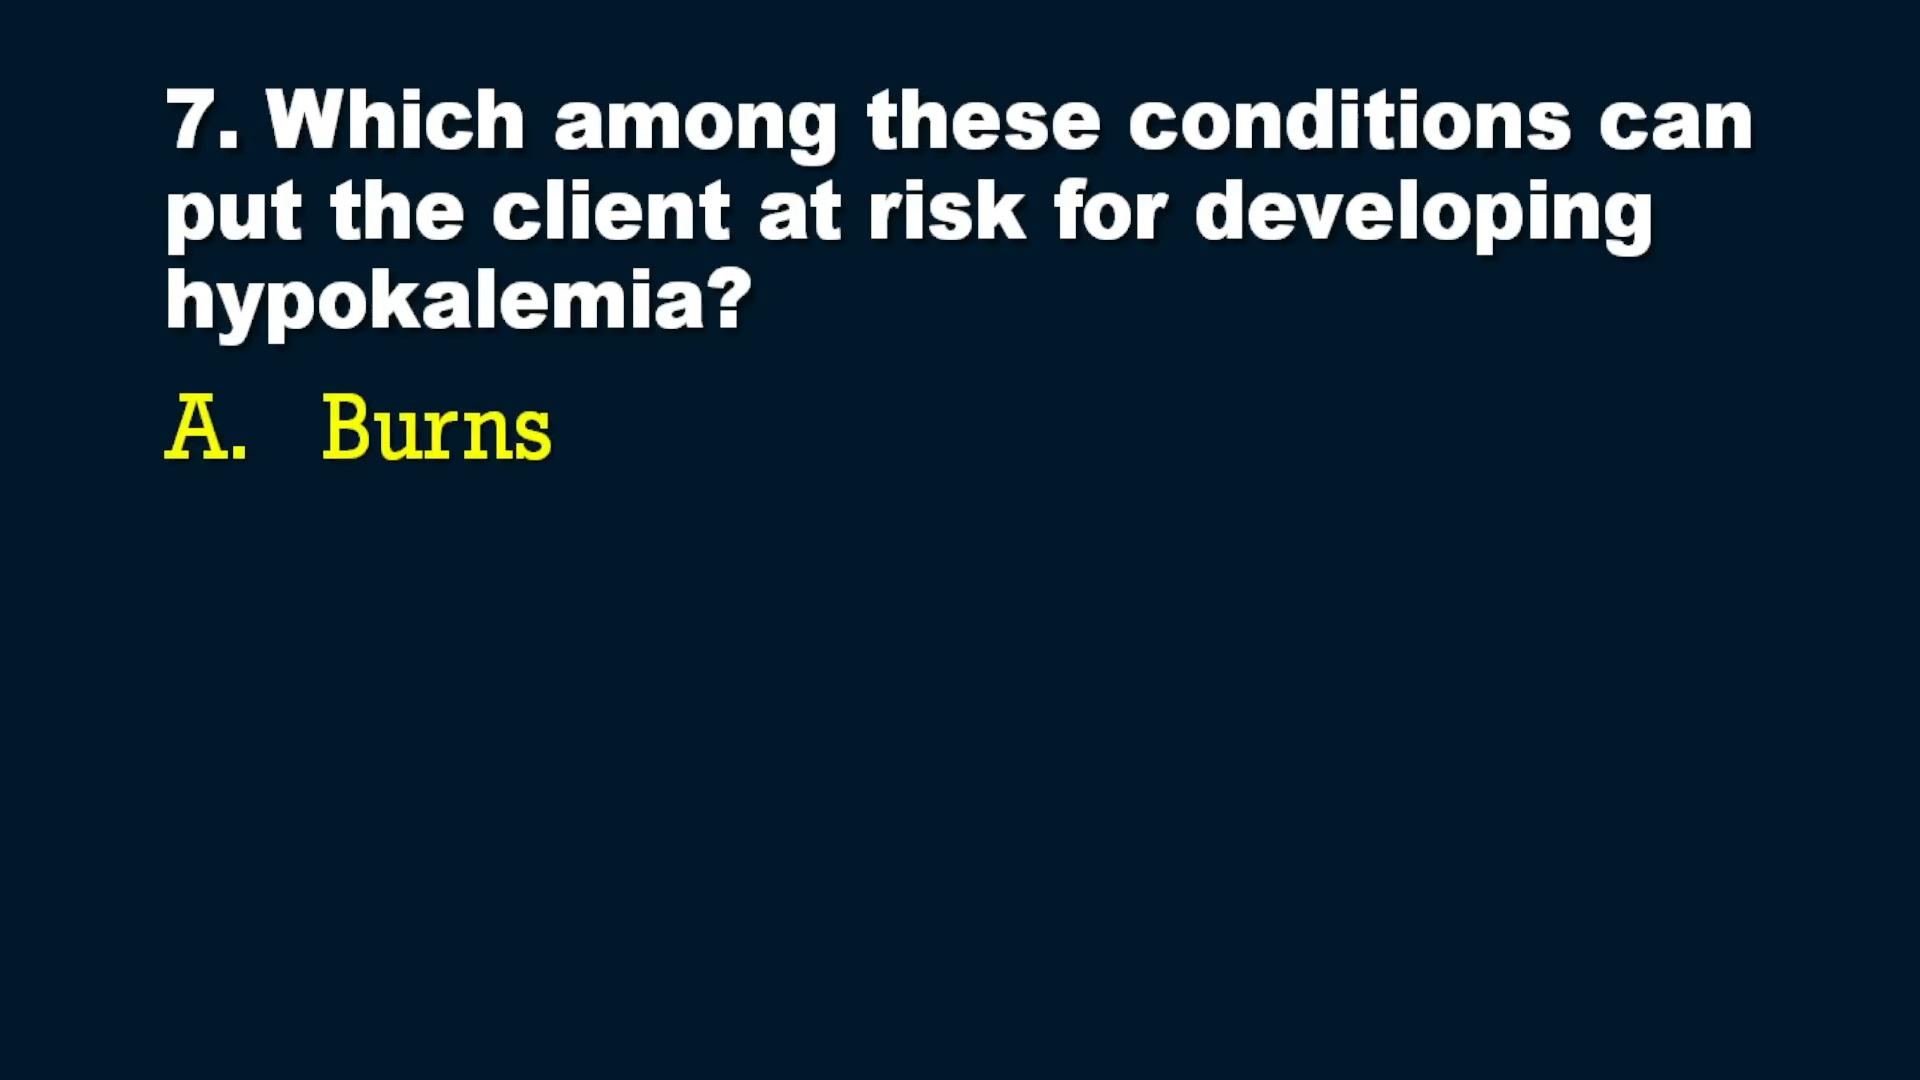 7. Which among these conditions can
put the client at risk for developing
hypokalemia?
A. Burns